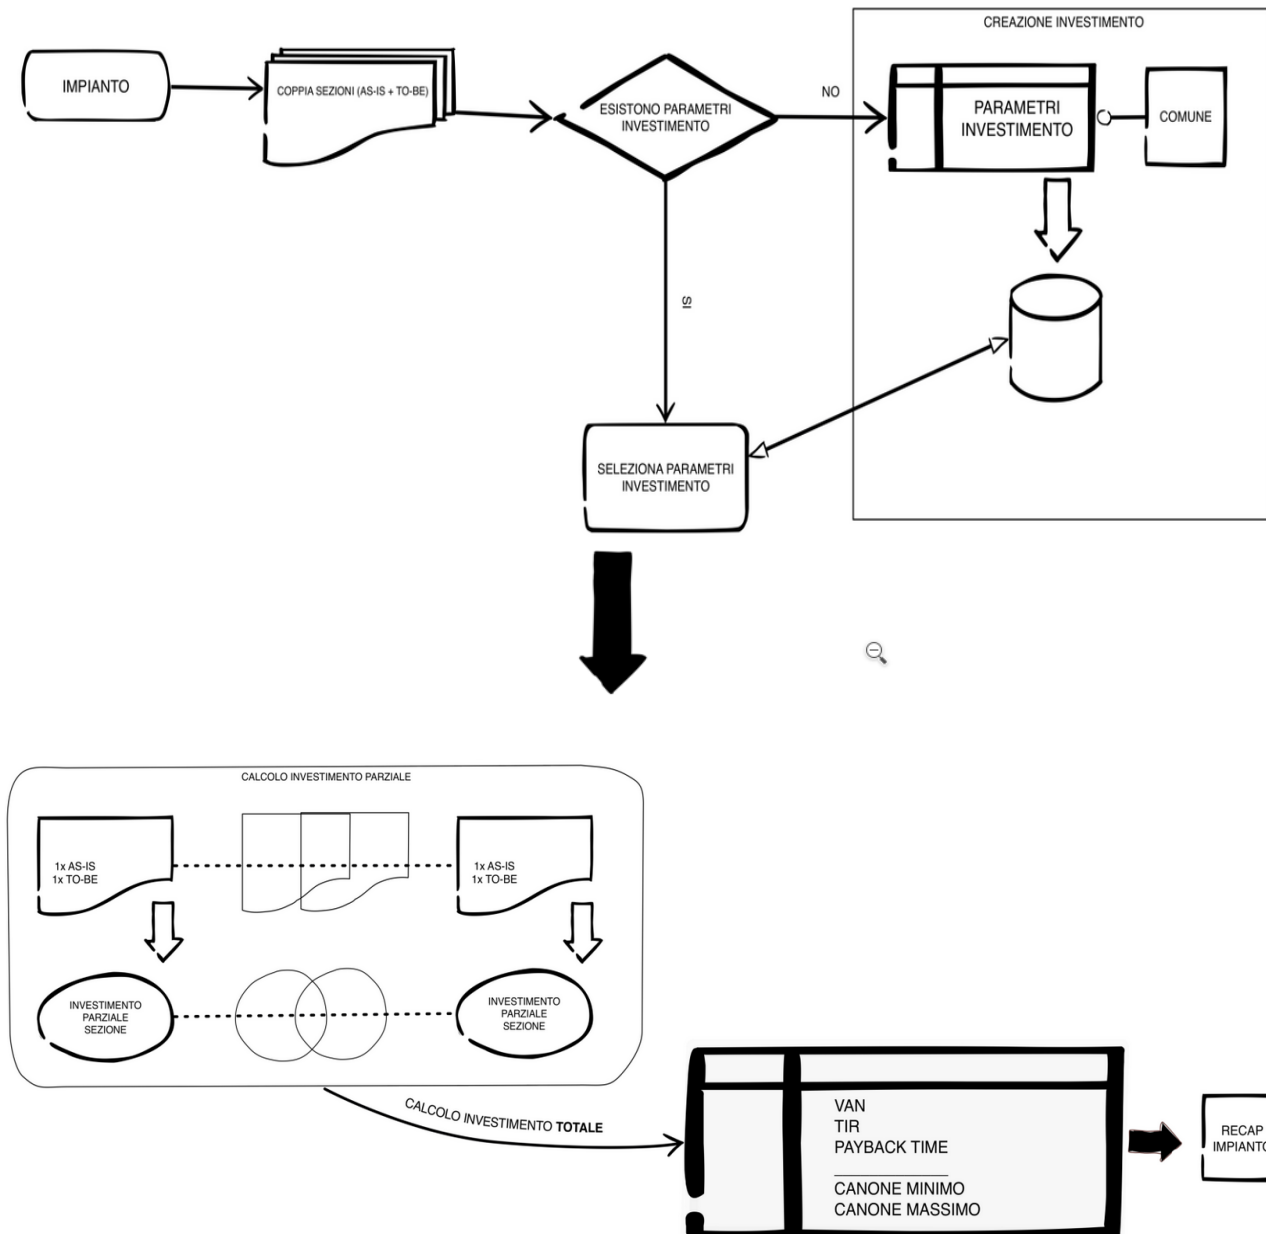 CREAZIONE INVESTIMENTO
IMPIANTO
COPPIA SEZIONI (AS-IS + TO-BE)
ESISTONO PARAMETRI
INVESTIMENTO
NO
PARAMETRI
INVESTIMENTO
COMUNE
SI
SELEZIONA PARAMETRI
INVESTIMENTO
CALCOLO INVESTIMENTO PARZIALE
1x AS-IS
1x TO-BE
1x AS-IS
1x TO-BE
INVESTIMENTO
PARZIALE
SEZIONE
INVESTIMENTO
PARZIALE
SEZIONE
CALCOLO INVESTIMENTO TOTALE
VAN
TIR
PAYBACK TIME
CANONE MINIMO
CANONE MASSIMO
RECAP
IMPIANTO